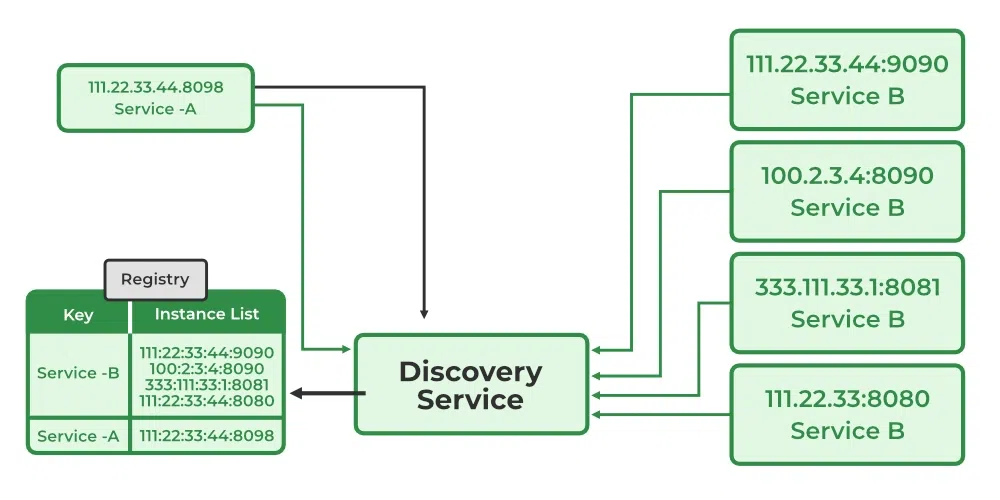 111.22.33.44.8098
Service -A
Registry
Key
Instance List
Service -B
111:22:33:44:9090
100:2:3:4:8090
333:111:33:1:8081
111:22:33:44:8080
Service -A
111:22:33:44:8098
Discovery
Service
111.22.33.44:9090
Service B
100.2.3.4:8090
Service B
333.111.33.1:8081
Service B
111.22.33:8080
Service B